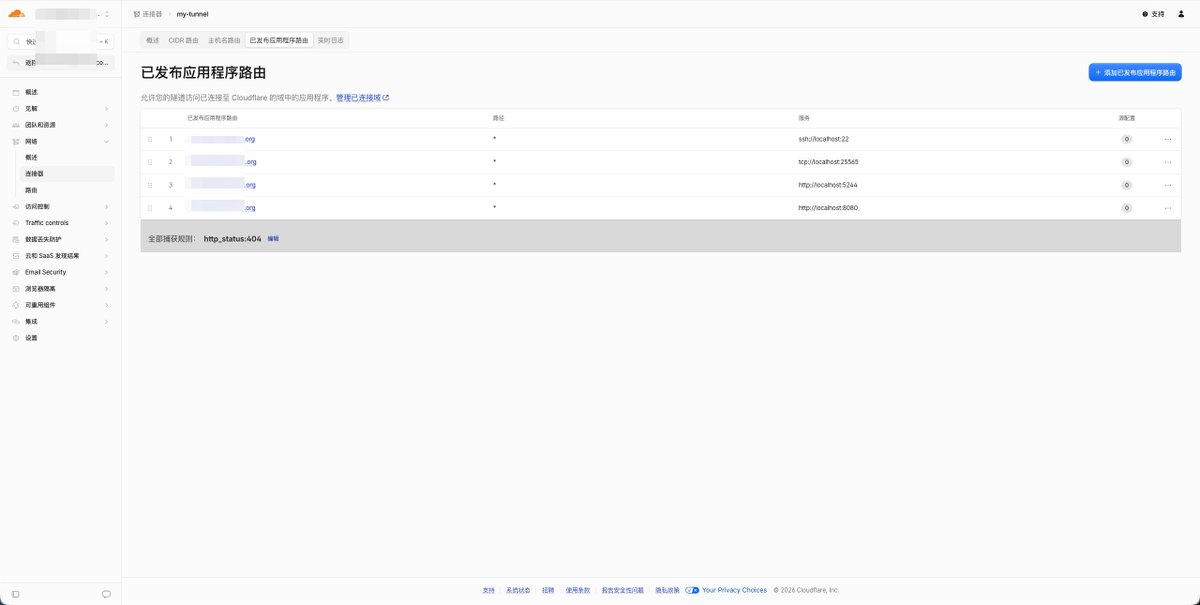 连接器 › my-tunnel
支持
概述 CIDR 路由 主机名路由 已发布应用程序路由 实时日志
已发布应用程序路由
+ 添加已发布应用程序路由
允许您的隧道访问已连接至 Cloudflare 的域中的应用程序。管理已连接域
已发布应用程序路由 路径 服务 源配置
1 .org * ssh://localhost:22 0 ...
2 .org * tcp://localhost:25565 0 ...
3 .org * http://localhost:5244 0 ...
4 .org * http://localhost:8080 0 ...
全部捕获规则: http_status:404 编辑
K
co...
概述
见解
团队和资源
网络
概述
连接器
路由
访问控制
Traffic controls
数据丢失防护
云和 SaaS 发现结果
Email Security
浏览器隔离
可重用组件
集成
设置
支持 系统状态 招聘 使用条款 报告安全性问题 隐私政策 Your Privacy Choices © 2026 Cloudflare, Inc.